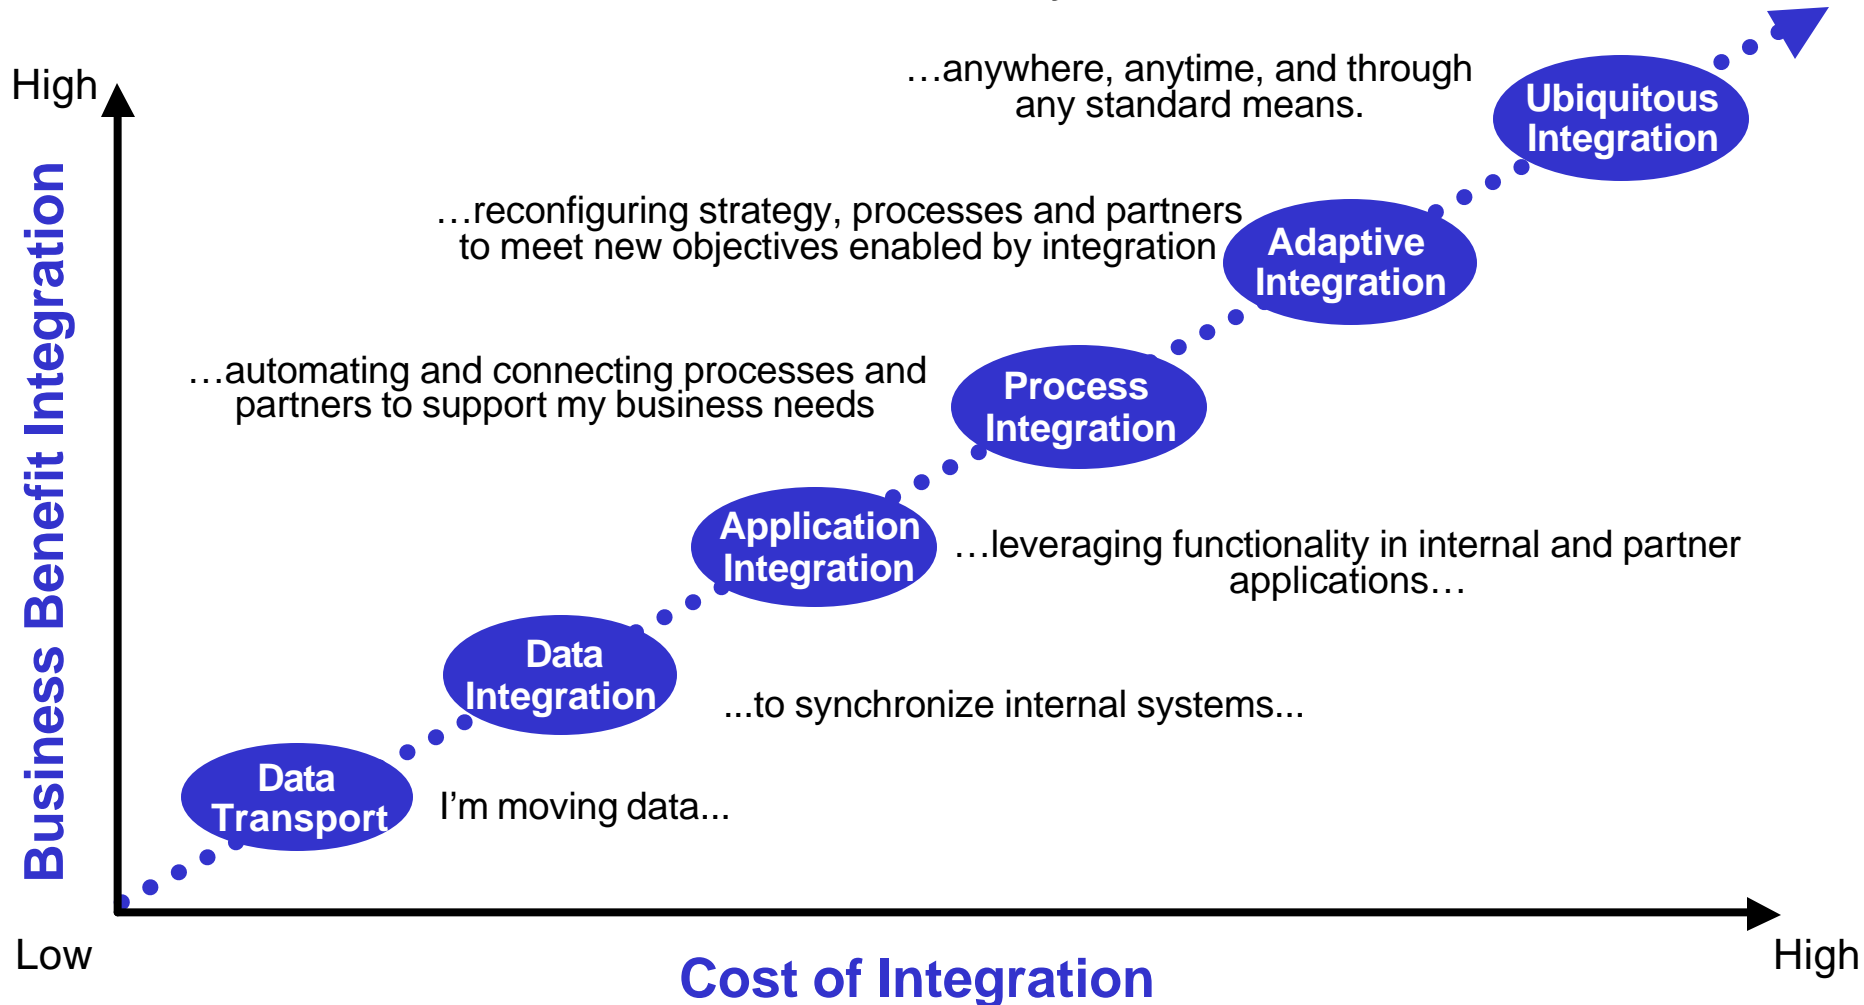 …anywhere, anytime, and through
any standard means.
High
Ubiquitous
Integration
…reconfiguring strategy, processes and partners
to meet new objectives enabled by integration
Adaptive
Integration
…automating and connecting processes and
partners to support my business needs
Process
Integration
Business Benefit Integration
Application
Integration
…leveraging functionality in internal and partner
applications…
Data
Integration
...to synchronize internal systems...
Data
Transport
I’m moving data...
Low
High
Cost of Integration